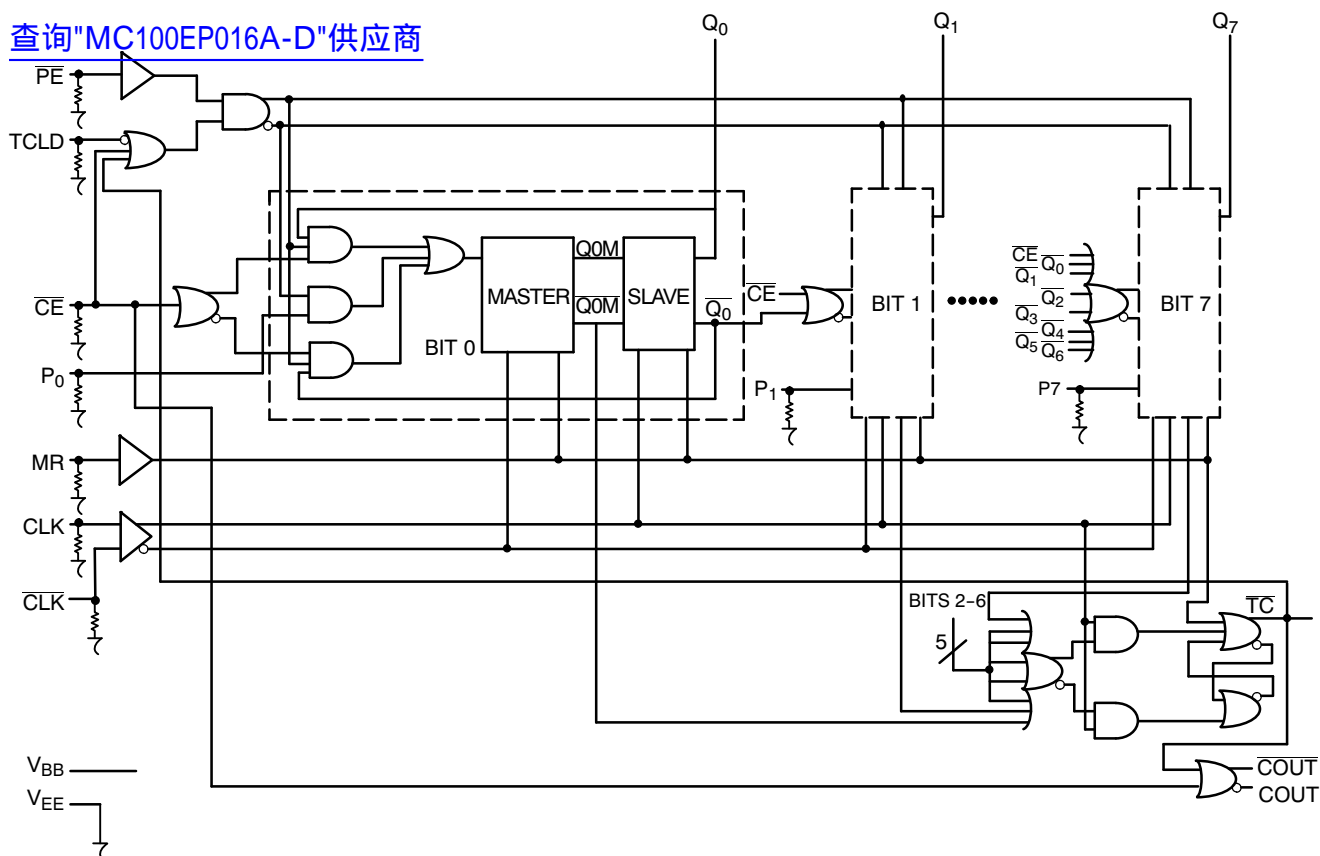 查询"MC100EP016A-D"供应商
Q0
Q1
Q7
PE
TCLD
CE
P0
MR
CLK
CLK
VBB
VEE
BIT 0
MASTER
Q0M
Q0M
SLAVE
Q0
CE
BIT 1
P1
CE
Q0
Q1
Q2
Q3
Q4
Q5
Q6
BIT 7
P7
BITS 2-6
5
TC
COUT
COUT